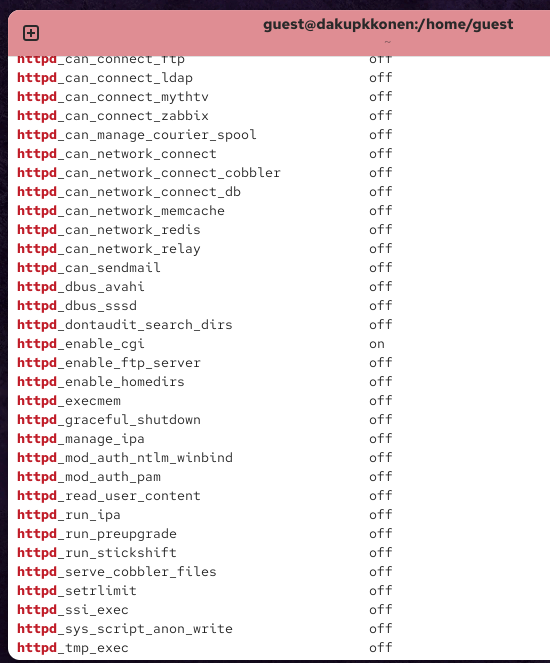 guest@dakupkkonen:/home/guest
~
httpd_can_connect_ftp off
httpd_can_connect_ldap off
httpd_can_connect_mythtv off
httpd_can_connect_zabbix off
httpd_can_manage_courier_spool off
httpd_can_network_connect off
httpd_can_network_connect_cobbler off
httpd_can_network_connect_db off
httpd_can_network_memcache off
httpd_can_network_redis off
httpd_can_network_relay off
httpd_can_sendmail off
httpd_dbus_avahi off
httpd_dbus_sssd off
httpd_dontaudit_search_dirs off
httpd_enable_cgi on
httpd_enable_ftp_server off
httpd_enable_homedirs off
httpd_execmem off
httpd_graceful_shutdown off
httpd_manage_ipa off
httpd_mod_auth_ntlm_winbind off
httpd_mod_auth_pam off
httpd_read_user_content off
httpd_run_ipa off
httpd_run_preupgrade off
httpd_run_stickshift off
httpd_serve_cobbler_files off
httpd_setrlimit off
httpd_ssi_exec off
httpd_sys_script_anon_write off
httpd_tmp_exec off